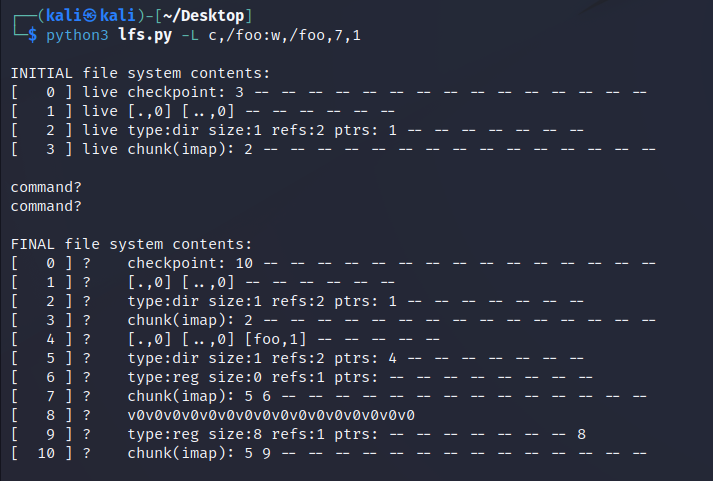 ┌──(kali㉿kali)-[~/Desktop]
└─$ python3 lfs.py -L c,/foo:w,/foo,7,1
INITIAL file system contents:
[   0 ] live checkpoint: 3 -- -- -- -- -- -- -- -- -- -- -- -- -- -- --
[   1 ] live [.,0] [..,0] -- -- -- -- -- --
[   2 ] live type:dir size:1 refs:2 ptrs: 1 -- -- -- -- -- -- --
[   3 ] live chunk(imap): 2 -- -- -- -- -- -- -- -- -- -- -- -- -- -- --
command?
command?
FINAL file system contents:
[   0 ] ?    checkpoint: 10 -- -- -- -- -- -- -- -- -- -- -- -- -- -- --
[   1 ] ?    [.,0] [..,0] -- -- -- -- -- --
[   2 ] ?    type:dir size:1 refs:2 ptrs: 1 -- -- -- -- -- -- --
[   3 ] ?    chunk(imap): 2 -- -- -- -- -- -- -- -- -- -- -- -- -- -- --
[   4 ] ?    [.,0] [..,0] [foo,1] -- -- -- -- --
[   5 ] ?    type:dir size:1 refs:2 ptrs: 4 -- -- -- -- -- -- --
[   6 ] ?    type:reg size:0 refs:1 ptrs: -- -- -- -- -- -- -- --
[   7 ] ?    chunk(imap): 5 6 -- -- -- -- -- -- -- -- -- -- -- -- -- --
[   8 ] ?    v0v0v0v0v0v0v0v0v0v0v0v0v0v0v0v0
[   9 ] ?    type:reg size:8 refs:1 ptrs: -- -- -- -- -- -- -- 8
[  10 ] ?    chunk(imap): 5 9 -- -- -- -- -- -- -- -- -- -- -- -- -- --